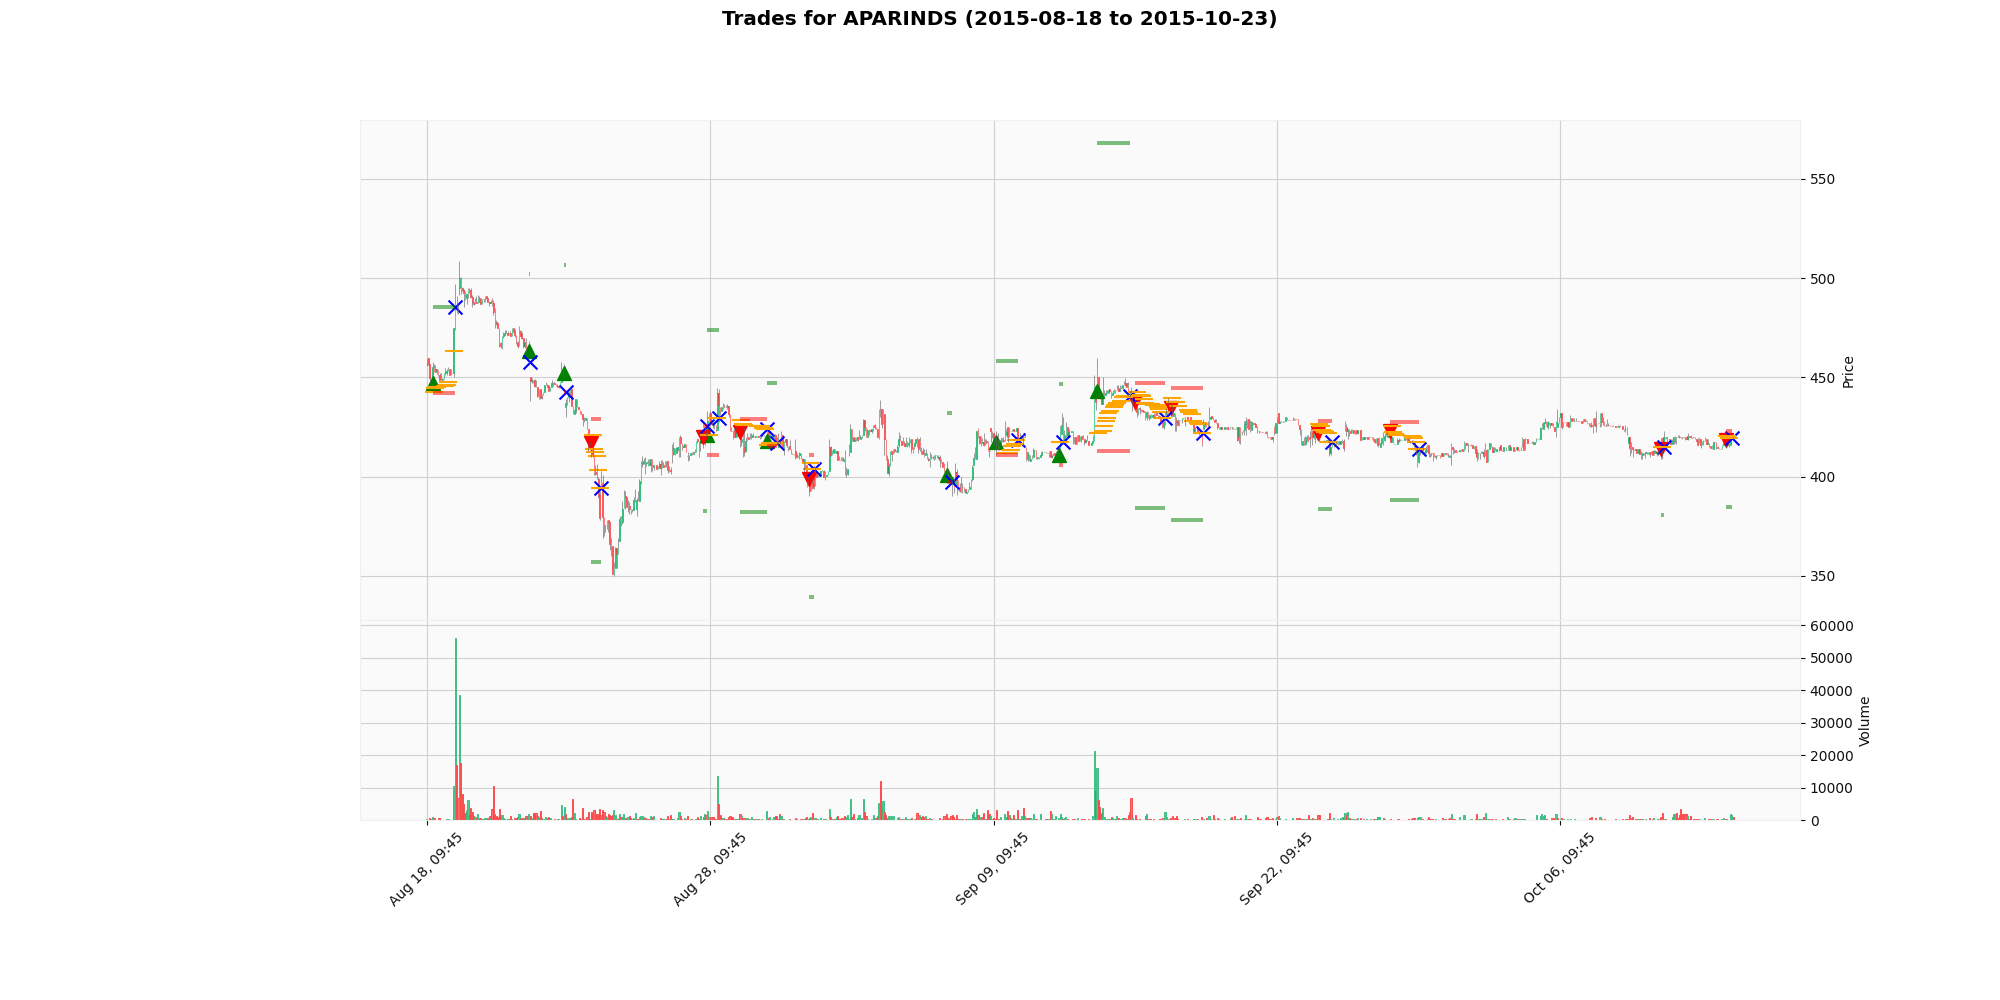 Trades for APARINDS (2015-08-18 to 2015-10-23)
550
500
450
400
350
Price
60000
50000
40000
30000
20000
10000
0
Volume
Aug 18, 09:45
Aug 28, 09:45
Sep 09, 09:45
Sep 22, 09:45
Oct 06, 09:45